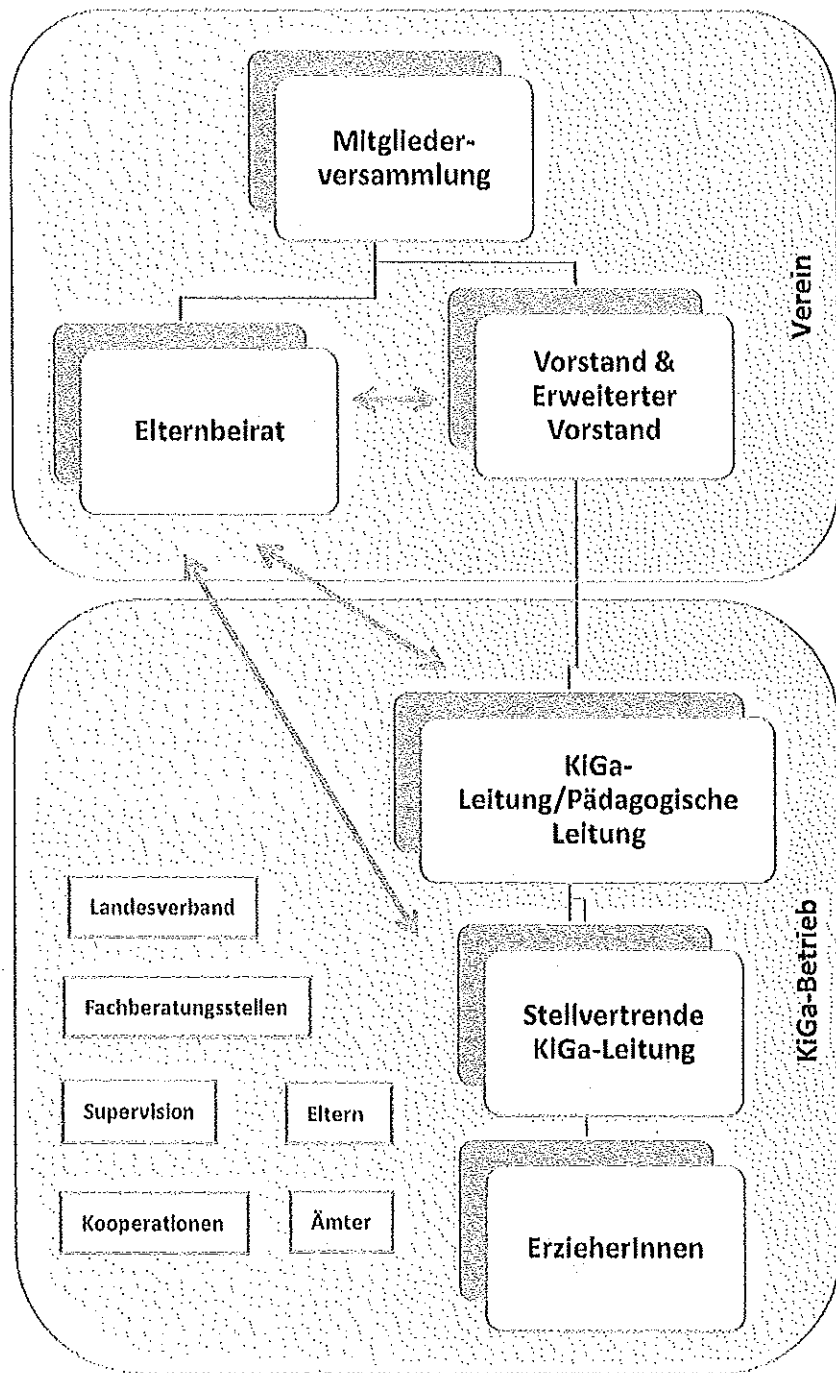 Mitglieder-
versammlung
Elternbeirat
Vorstand &
Erweiterter
Vorstand
Verein
KiGa-
Leitung/Pädagogische
Leitung
Landesverband
Fachberatungsstellen
Stellvertrende
KiGa-Leitung
Supervision
Eltern
Kooperationen
Ämter
ErzieherInnen
KiGa-Betrieb